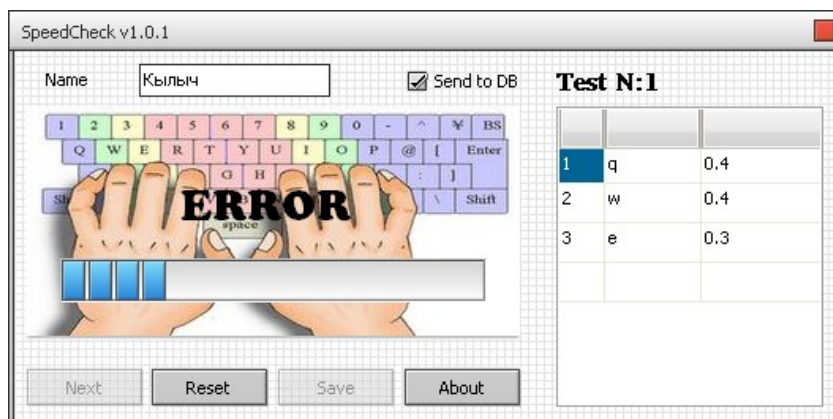 SpeedCheck v1.0.1
Name Кылыч Send to DB
Test N:1
1 2 3 4 5 6 7 8 9 0 - ^ ¥ BS
Q W E R T Y U I O P @ [ Enter
G H : ]
\ Shift
ERROR
space
1 q 0.4
2 w 0.4
3 e 0.3
Next Reset Save About